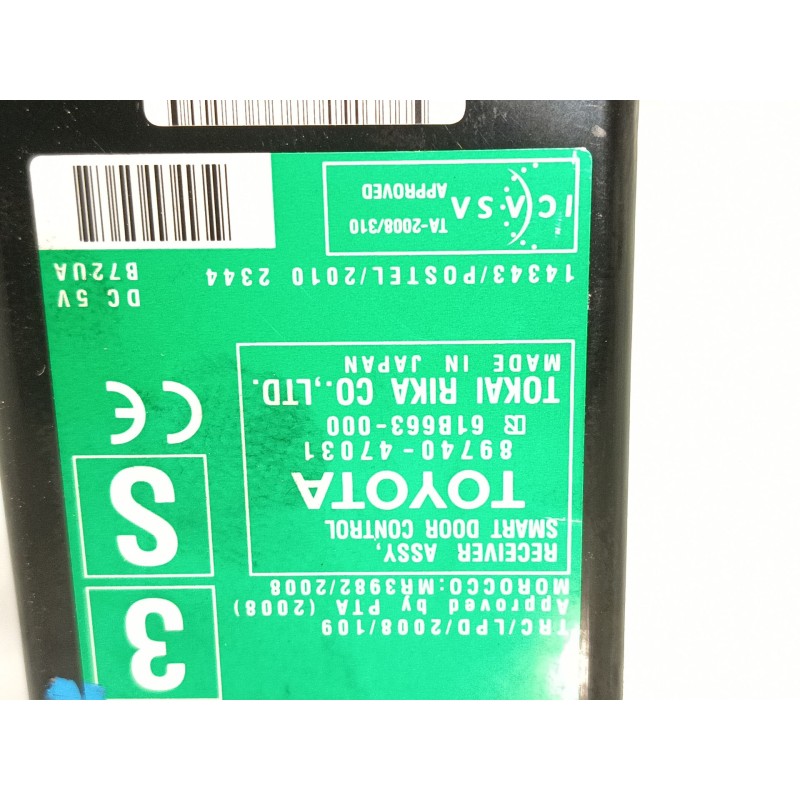 TRC/LPD/2008/109
Approved by PTA (2008)
MOROCCO:MR3982/2008
3
RECEIVER ASSY,
SMART DOOR CONTROL
TOYOTA
89740-47031
61B663-000
TOKAI RIKA CO.,LTD.
MADE IN JAPAN
S
CE
14343/POSTEL/2010 2344
DC 5V
B72UA
ICASA
TA-2008/310
APPROVED